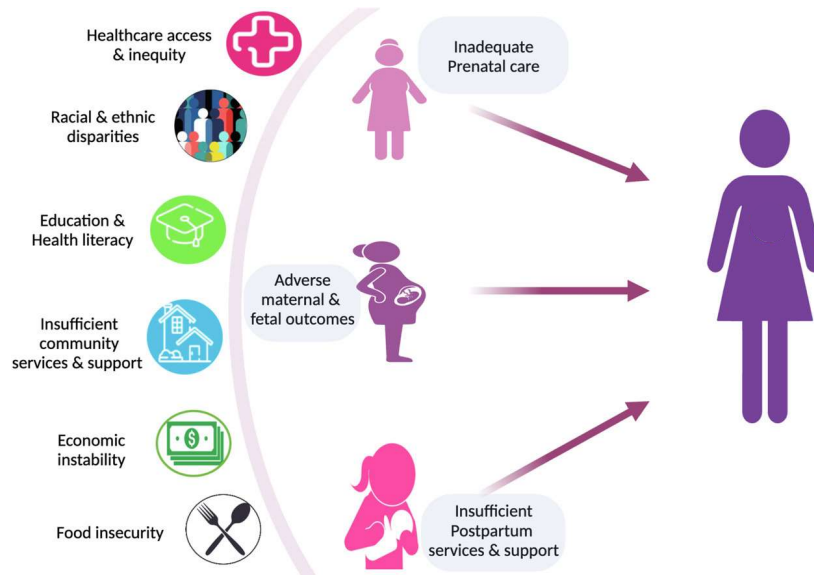 Healthcare access
& inequity
Racial & ethnic
disparities
Education &
Health literacy
Insufficient
community
services & support
Economic
instability
Food insecurity
Inadequate
Prenatal care
Adverse
maternal &
fetal outcomes
Insufficient
Postpartum
services & support
$